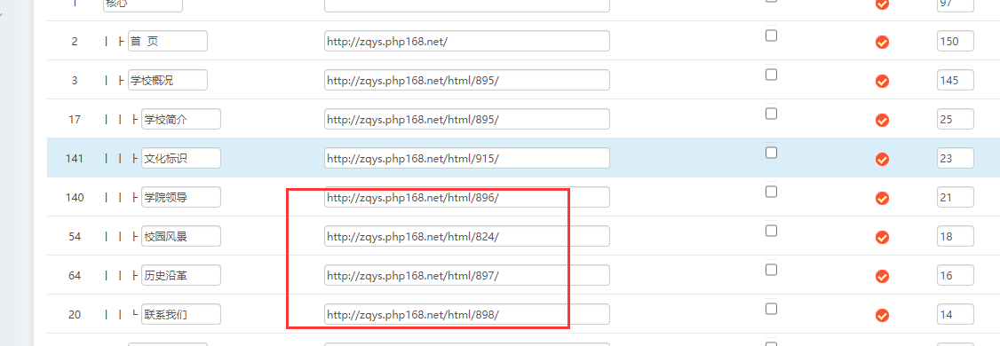 1 核心 97
2 首 页 http://zqys.php168.net/ 150
3 学校概况 http://zqys.php168.net/html/895/ 145
17 学校简介 http://zqys.php168.net/html/895/ 25
141 文化标识 http://zqys.php168.net/html/915/ 23
140 学院领导 http://zqys.php168.net/html/896/ 21
54 校园风景 http://zqys.php168.net/html/824/ 18
64 历史沿革 http://zqys.php168.net/html/897/ 16
20 联系我们 http://zqys.php168.net/html/898/ 14